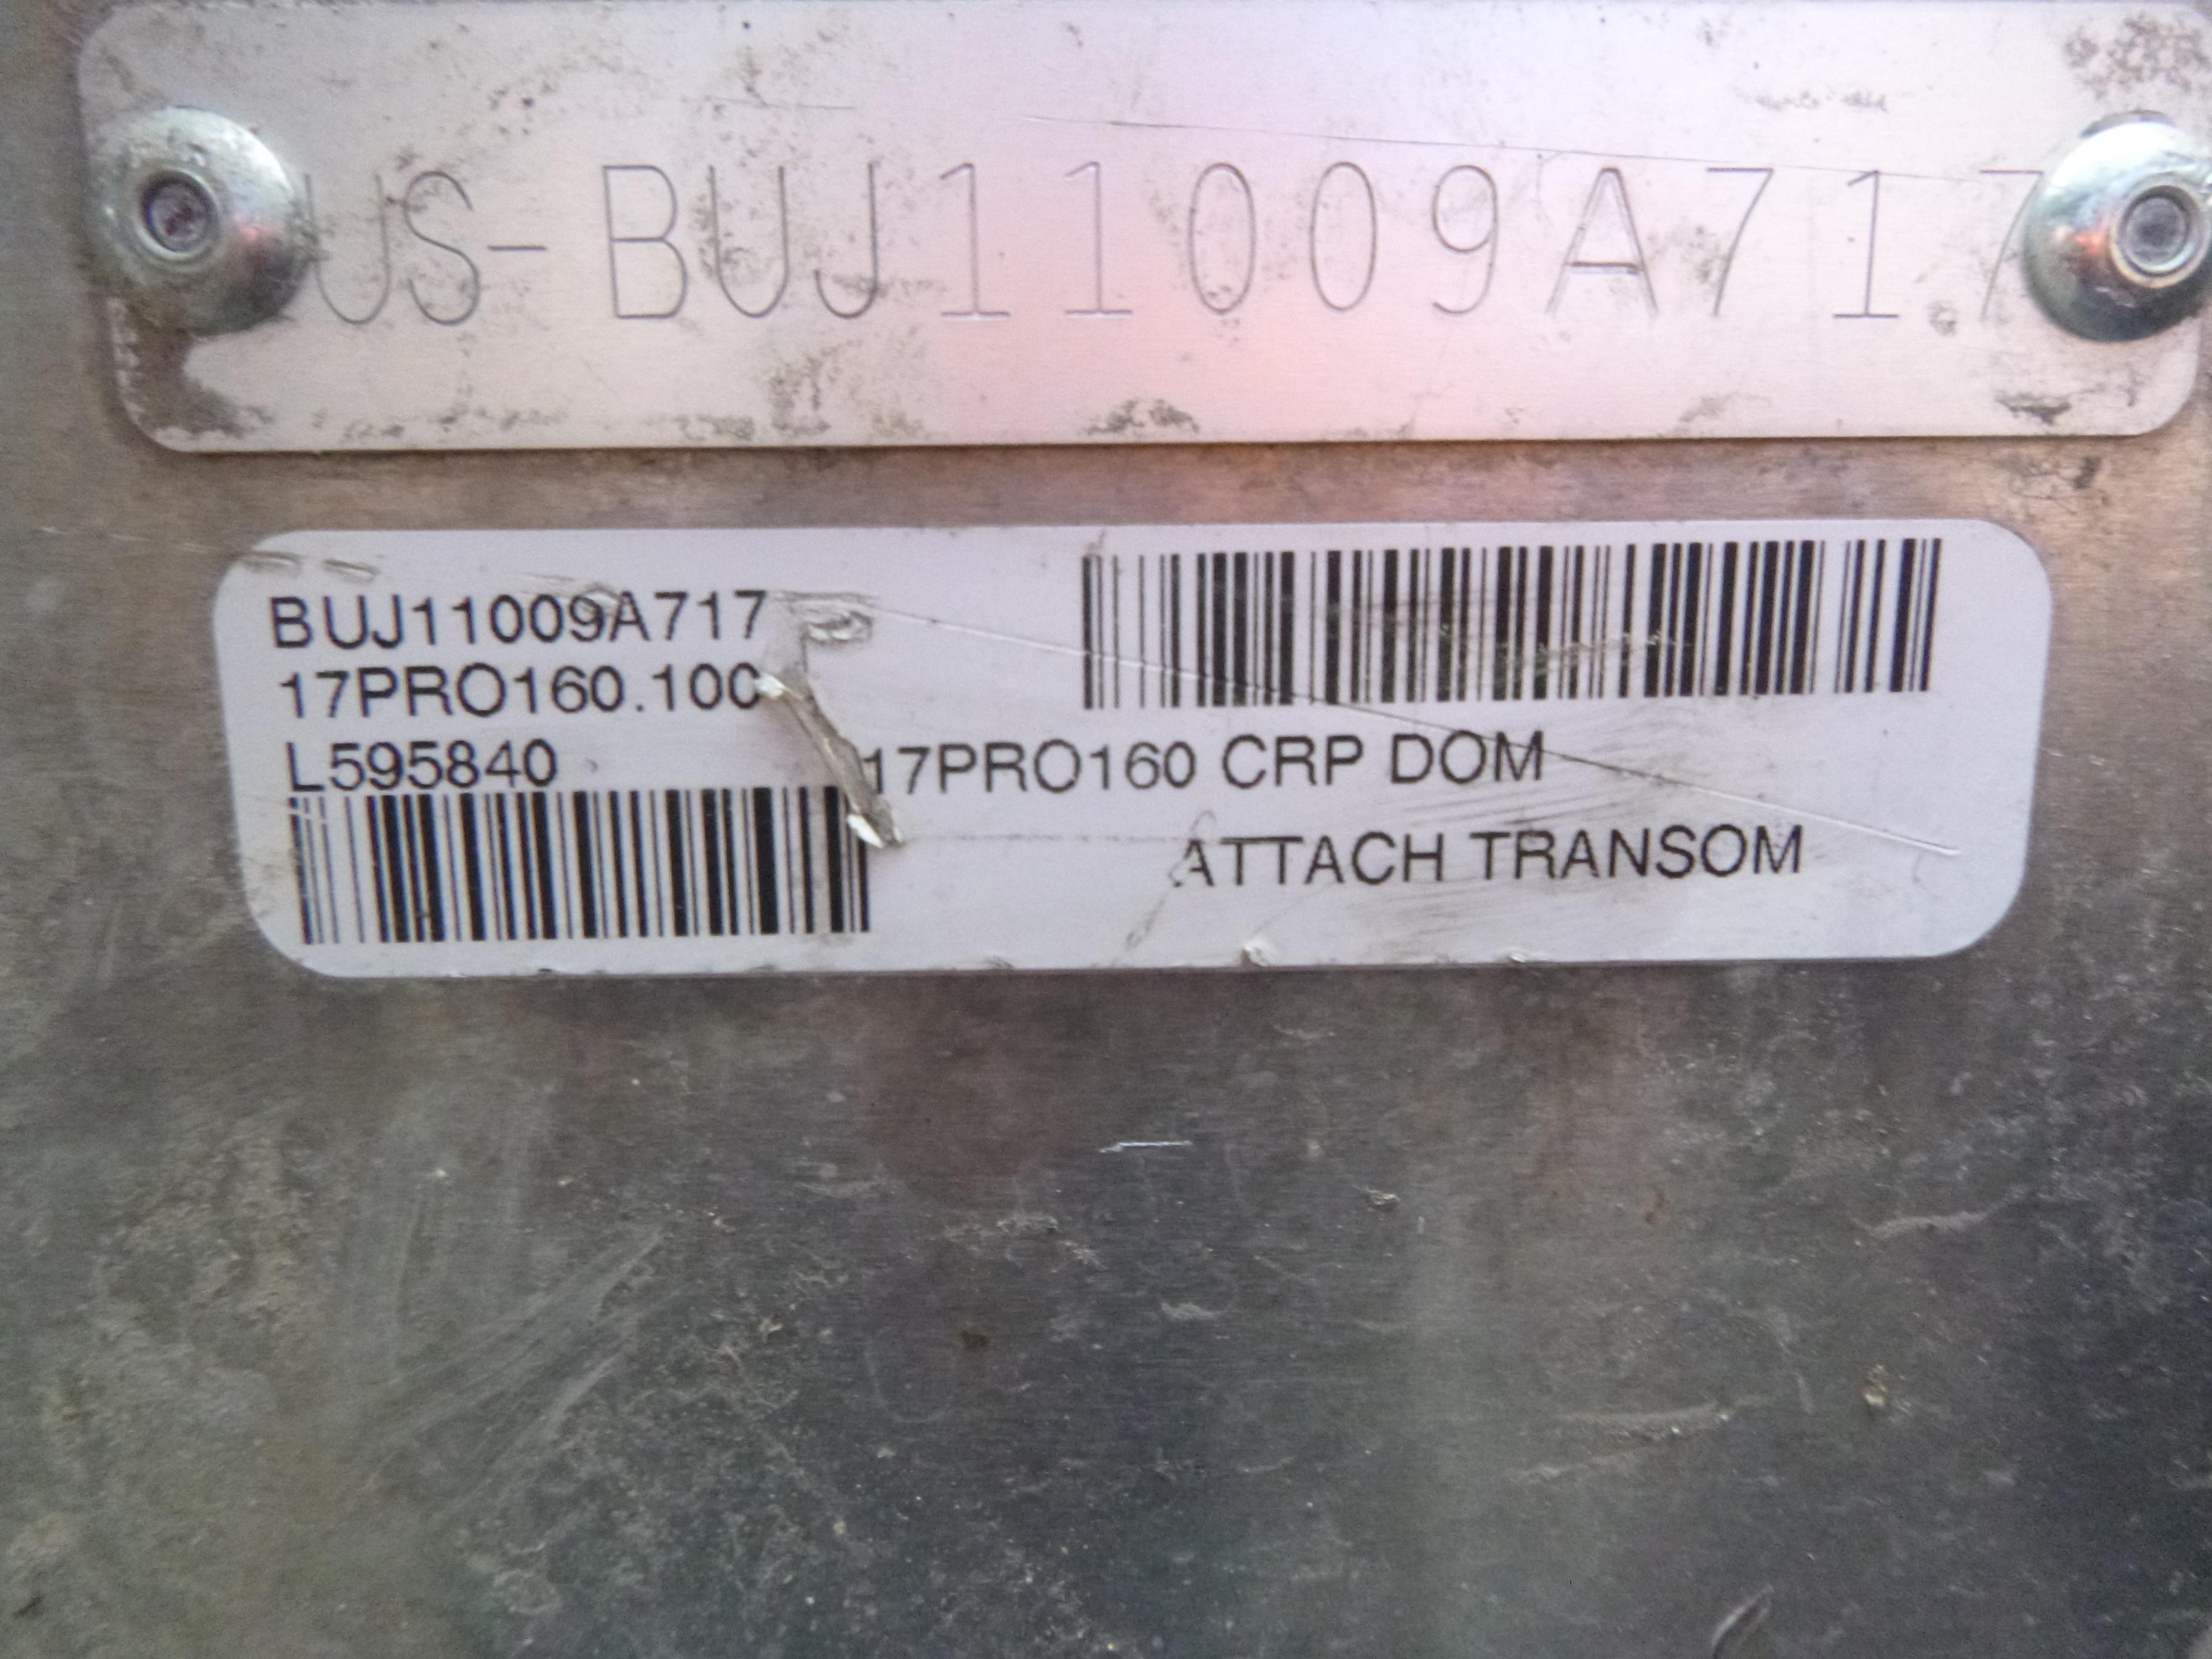 US-BUJ11009A717
BUJ11009A717
17PRO160.100
L595840
17PRO160 CRP DOM
ATTACH TRANSOM